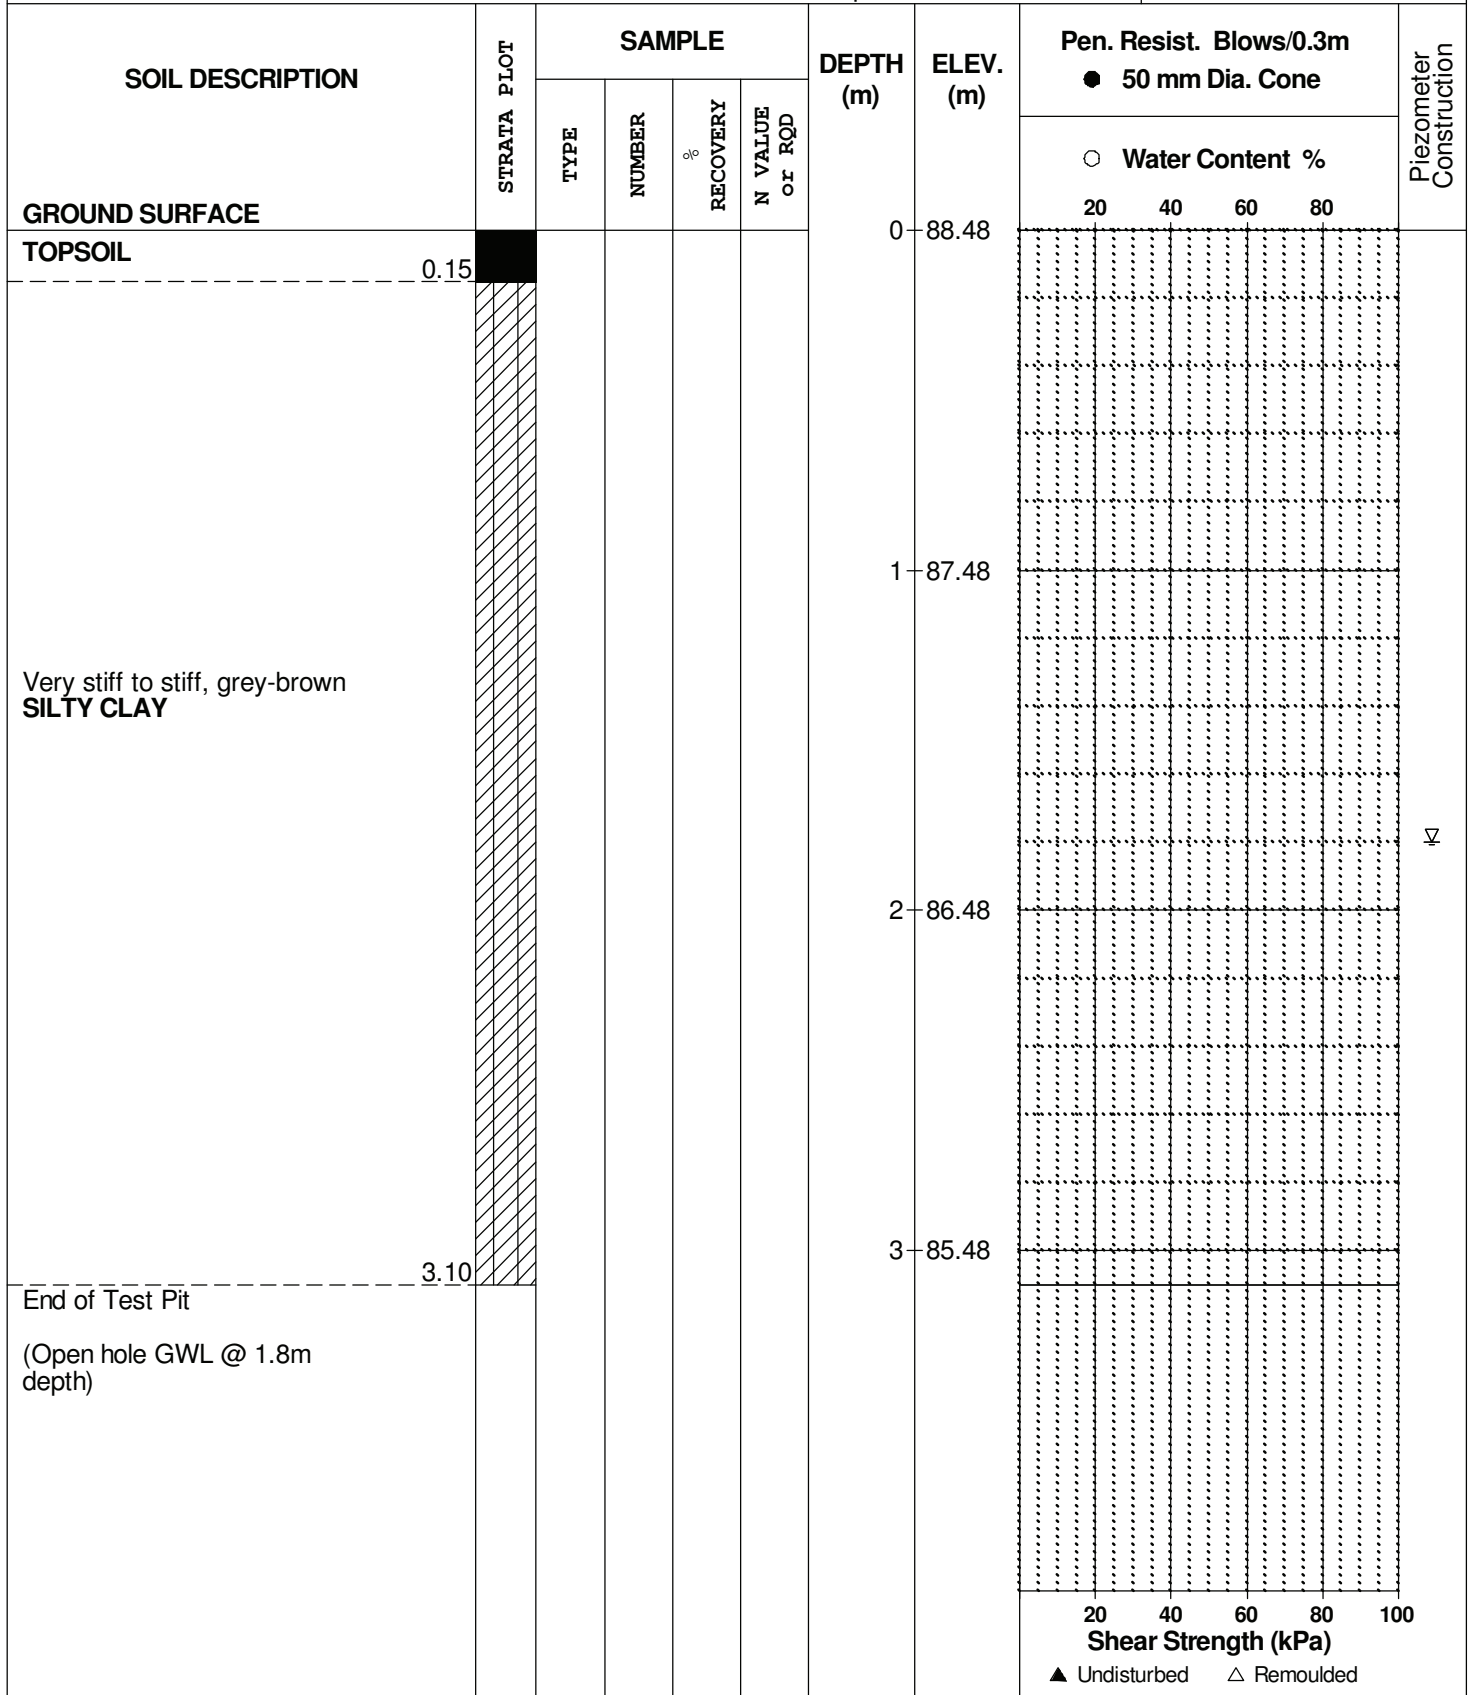 SOIL DESCRIPTION
STRATA PLOT
SAMPLE
TYPE
NUMBER
%
RECOVERY
N VALUE
or RQD
DEPTH
(m)
ELEV.
(m)
Pen. Resist. Blows/0.3m
● 50 mm Dia. Cone
○ Water Content %
20 40 60 80
Piezometer
Construction
GROUND SURFACE
0 88.48
TOPSOIL
0.15
1 87.48
Very stiff to stiff, grey-brown
SILTY CLAY
2 86.48
3 85.48
3.10
End of Test Pit
(Open hole GWL @ 1.8m
depth)
20 40 60 80 100
Shear Strength (kPa)
▲ Undisturbed △ Remoulded